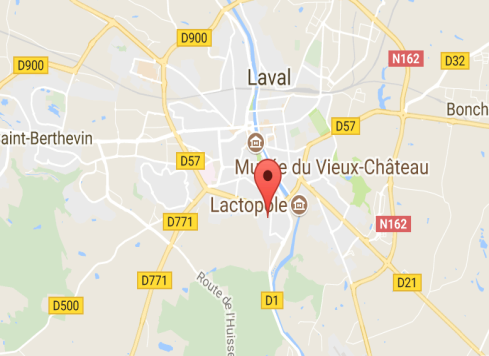 D900
D900
N162
D32
Laval
Bonch
D57
aint-Berthevin
D57
Mu
e du Vieux-Château
Lactopole
D771
N162
D771
D21
D500
D1
Route de l'Huisse